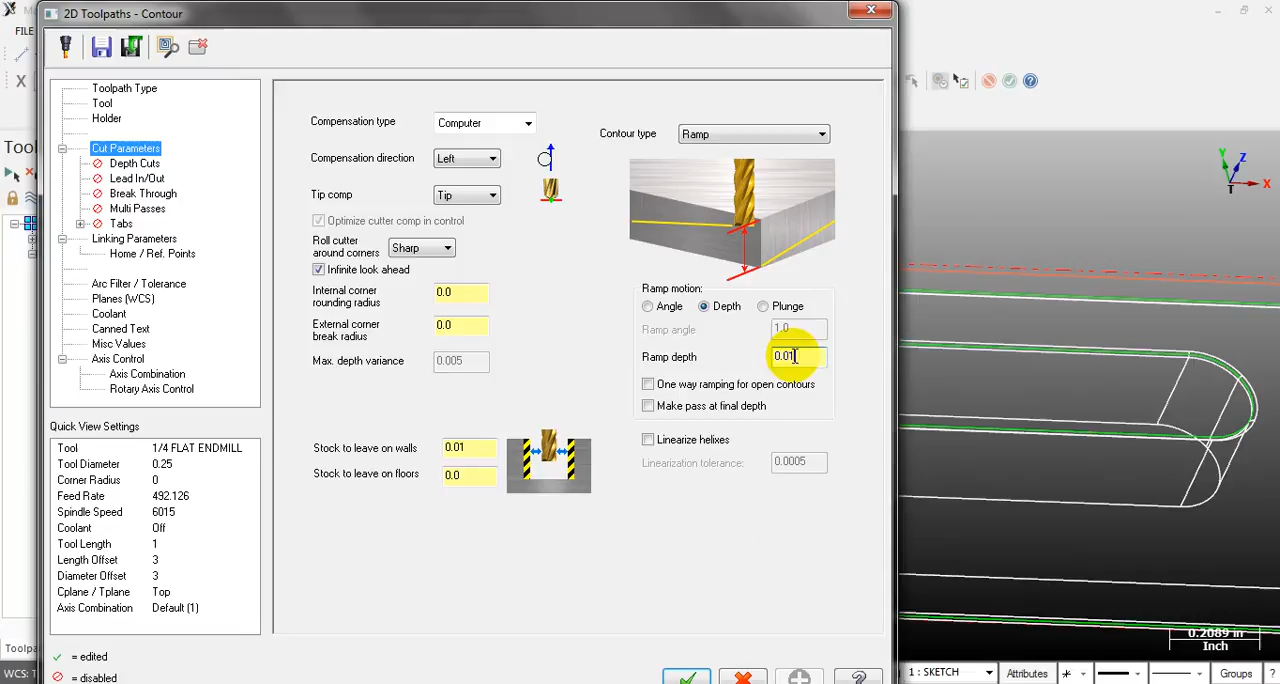 2D Toolpaths - Contour
FILE
Toolpath Type
Tool
Holder
Cut Parameters
Depth Cuts
Lead In/Out
Break Through
Multi Passes
Tabs
Linking Parameters
Home / Ref. Points
Arc Filter / Tolerance
Planes (WCS)
Coolant
Canned Text
Misc Values
Axis Control
Axis Combination
Rotary Axis Control
Quick View Settings
Tool 1/4 FLAT ENDMILL
Tool Diameter 0.25
Corner Radius 0
Feed Rate 492.126
Spindle Speed 6015
Coolant Off
Tool Length 1
Length Offset 3
Diameter Offset 3
Cplane / Tplane Top
Axis Combination Default (1)
= edited
= disabled
Compensation type Computer
Compensation direction Left
Tip comp Tip
Optimize cutter comp in control
Roll cutter
around corners Sharp
Infinite look ahead
Internal corner
rounding radius 0.0
External corner
break radius 0.0
Max. depth variance 0.005
Stock to leave on walls 0.01
Stock to leave on floors 0.0
Contour type Ramp
Ramp motion:
Angle Depth Plunge
Ramp angle 1.0
Ramp depth 0.01
One way ramping for open contours
Make pass at final depth
Linearize helixes
Linearization tolerance: 0.0005
Y
Z
T
X
0.2089 in
Inch
Tool
Toolpa
WCS: T
1 : SKETCH Attributes Groups ?